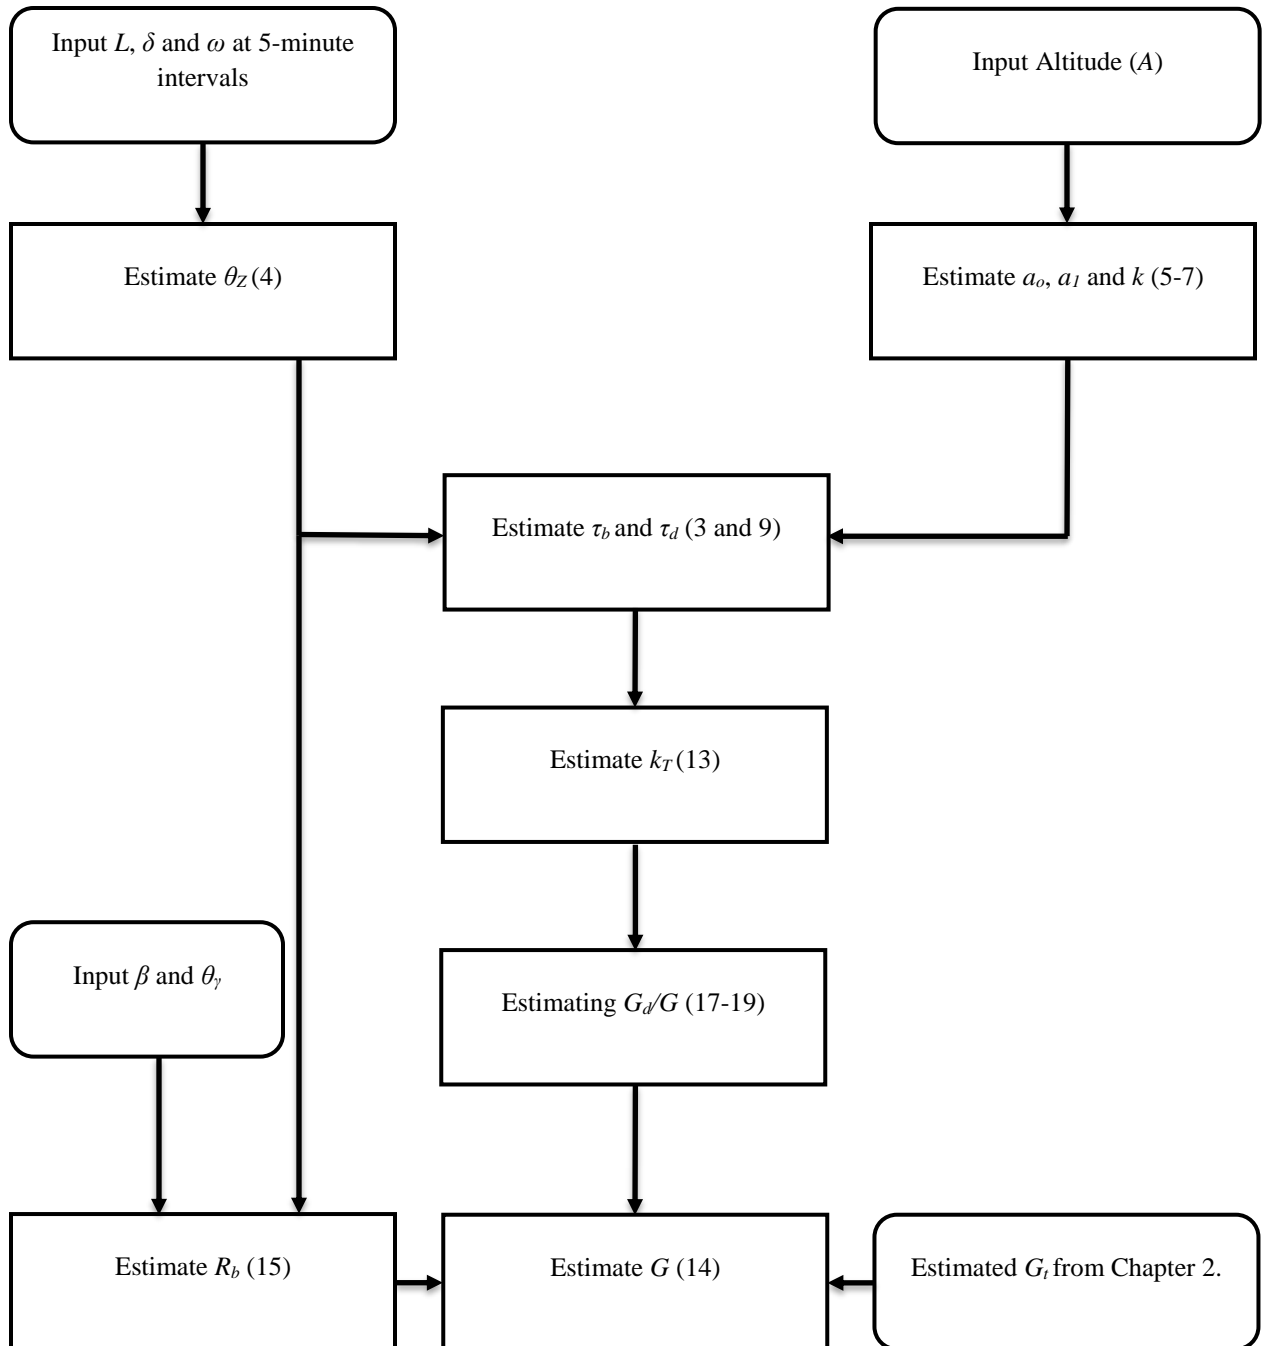 Input L, δ and ω at 5-minute
intervals
Input Altitude (A)
Estimate θZ (4)
Estimate ao, a1 and k (5-7)
Estimate τb and τd (3 and 9)
Estimate kT (13)
Input β and θγ
Estimating Gd/G (17-19)
Estimate Rb (15)
Estimate G (14)
Estimated Gt from Chapter 2.